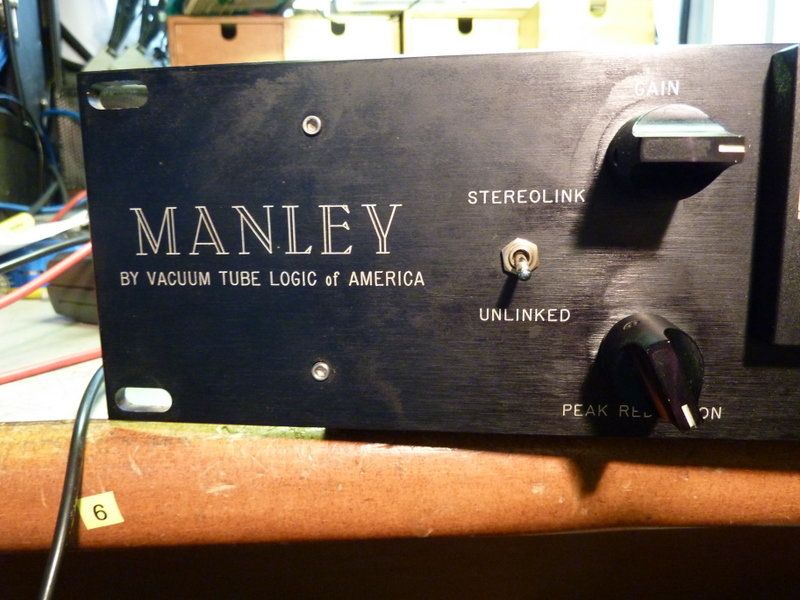 GAIN
STEREOLINK
MANLEY
BY VACUUM TUBE LOGIC of AMERICA
UNLINKED
PEAK
6